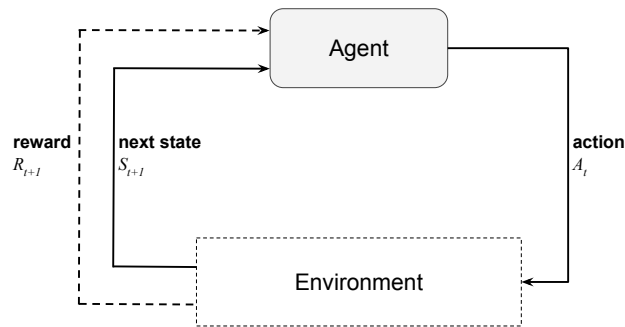 Agent
reward
R_{t+1}
next state
S_{t+1}
action
A_t
Environment